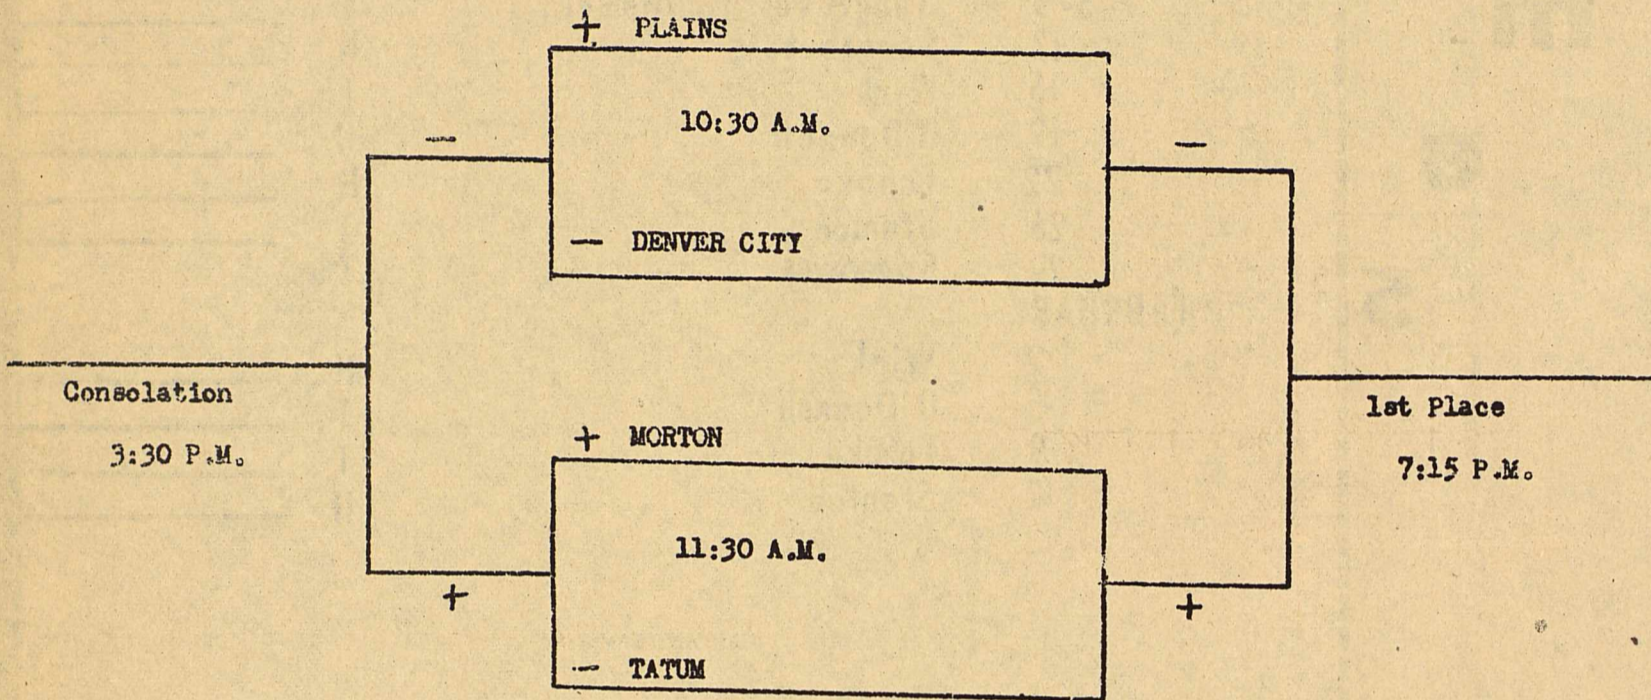 + PLAINS
10:30 A.M.
— —
— DENVER CITY
Consolation
3:30 P.M.
1st Place
7:15 P.M.
+ MORTON
11:30 A.M.
+ +
— TATUM